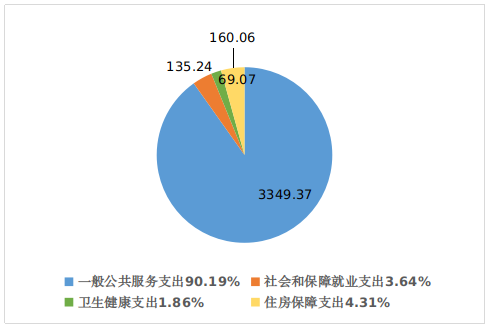 160.06
135.24
69.07
3349.37
一般公共服务支出90.19% 社会和保障就业支出3.64%
卫生健康支出1.86% 住房保障支出4.31%